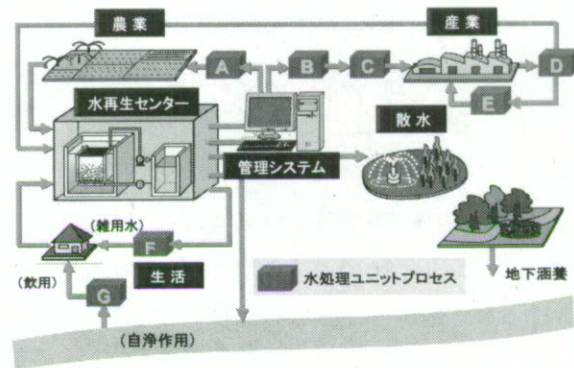 農業
産業
A
B
C
D
E
水再生センター
散水
管理システム
(雑用水)
F
生活
(飲用)
G
水処理ユニットプロセス
地下涵養
(自浄作用)